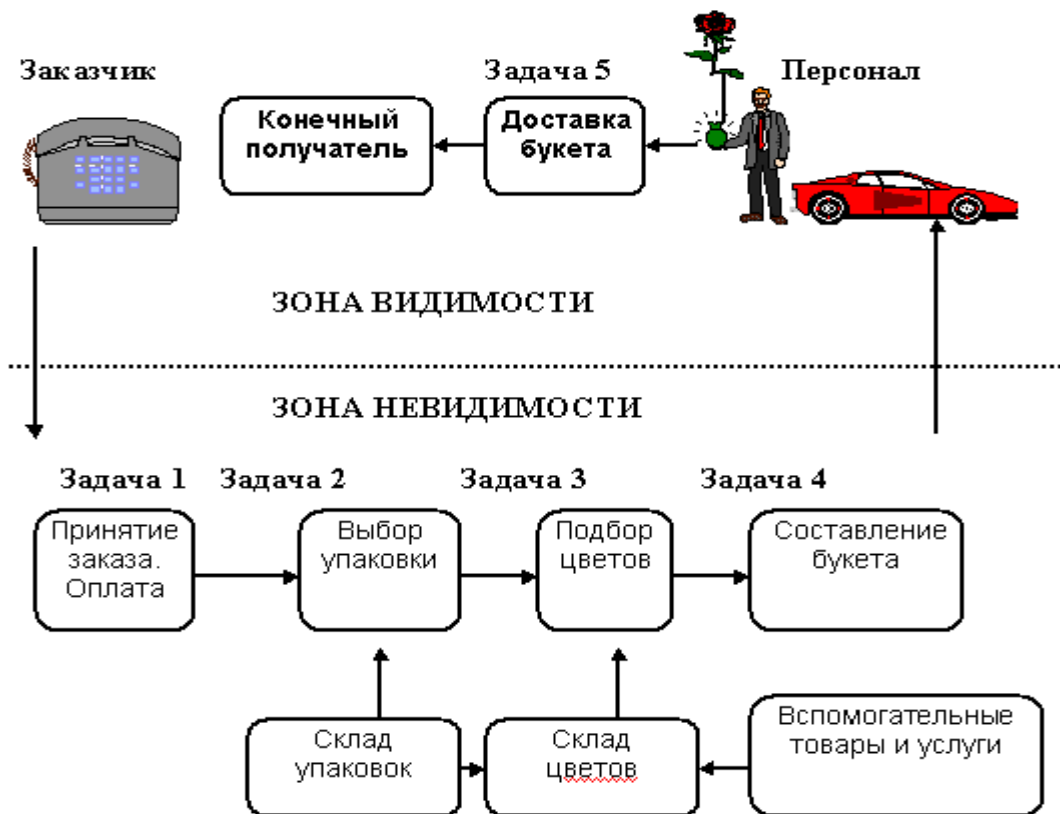 Заказчик
Задача 5
Персонал
Конечный
получатель
Доставка
букета
ЗОНА ВИДИМОСТИ
ЗОНА НЕВИДИМОСТИ
Задача 1
Задача 2
Задача 3
Задача 4
Принятие
заказа.
Оплата
Выбор
упаковки
Подбор
цветов
Составление
букета
Склад
упаковок
Склад
цветов
Вспомогательные
товары и услуги